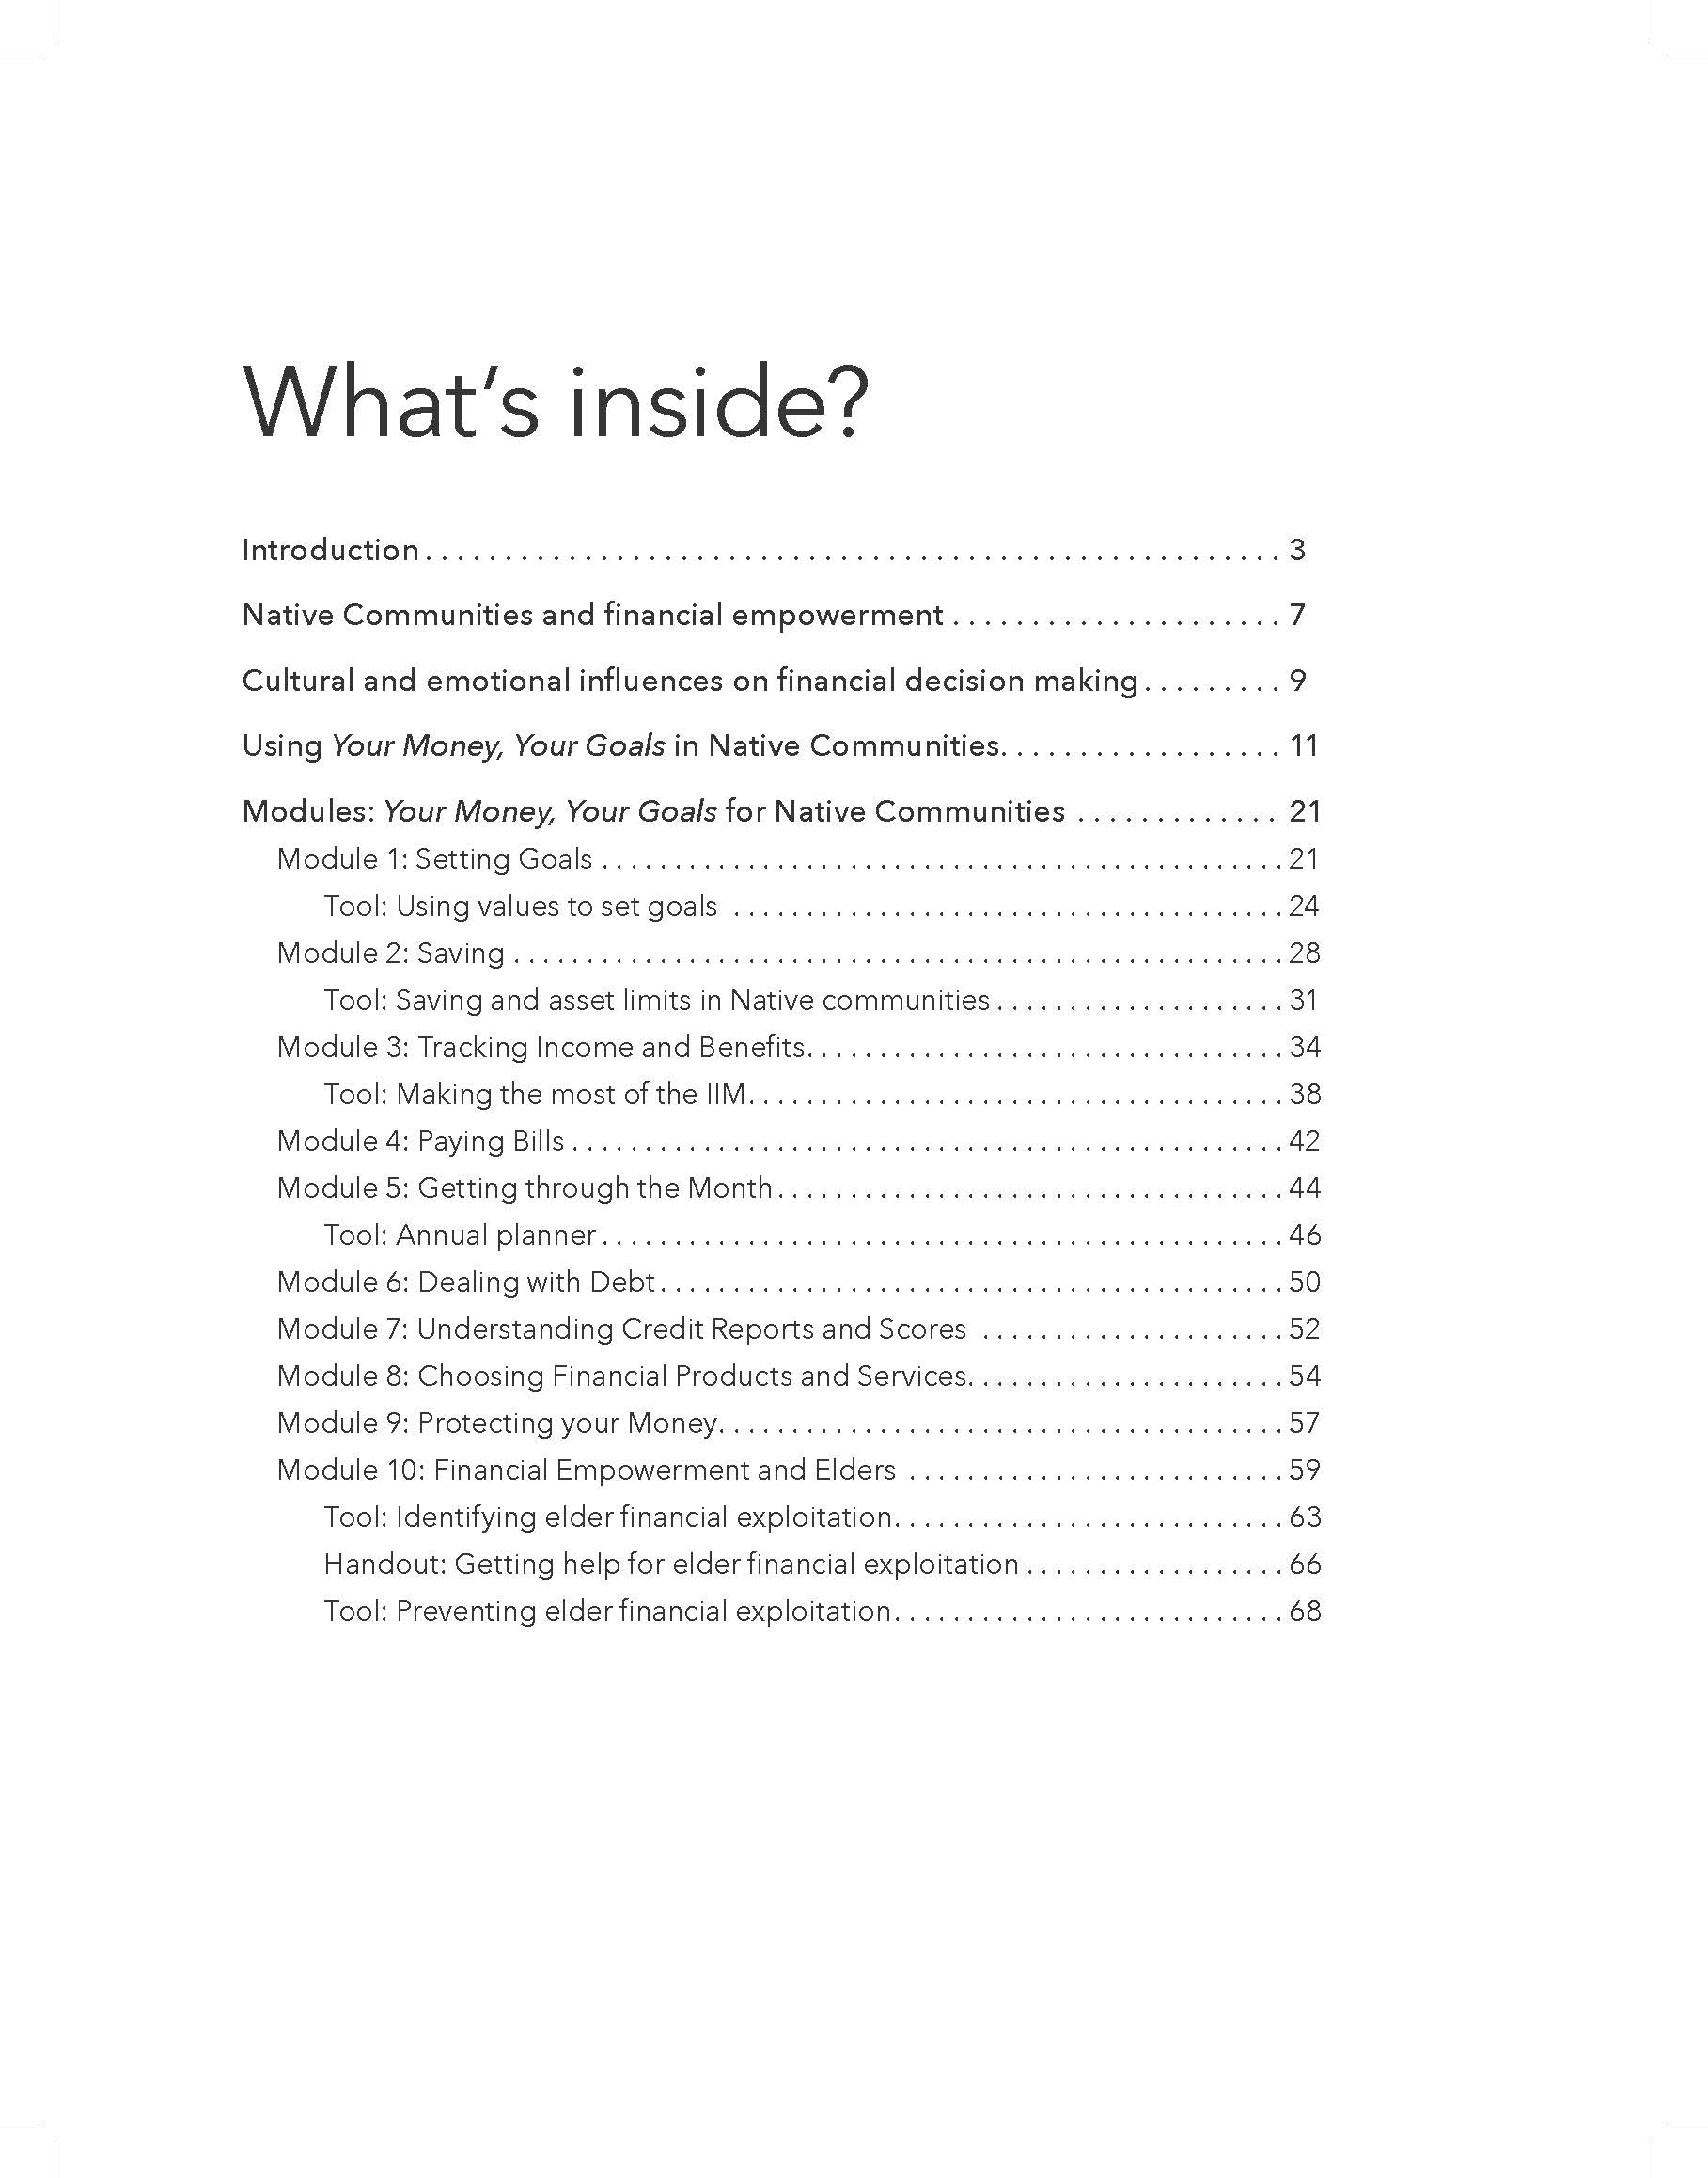 What’s inside?
Introduction . . . . . . . . . . . . . . . . . . . . . . . . . . . . . . . . . . . . . . . . . . . . . . . . . . . . . . . 3
Native Communities and financial empowerment . . . . . . . . . . . . . . . . . . . . . 7
Cultural and emotional influences on financial decision making . . . . . . . . . 9
Using Your Money, Your Goals in Native Communities. . . . . . . . . . . . . . . . . . 11
Modules: Your Money, Your Goals for Native Communities . . . . . . . . . . . . . 21
Module 1: Setting Goals . . . . . . . . . . . . . . . . . . . . . . . . . . . . . . . . . . . . . . . . . . . . . . . 21
Tool: Using values to set goals . . . . . . . . . . . . . . . . . . . . . . . . . . . . . . . . . . . . . . 24
Module 2: Saving . . . . . . . . . . . . . . . . . . . . . . . . . . . . . . . . . . . . . . . . . . . . . . . . . . . . . 28
Tool: Saving and asset limits in Native communities . . . . . . . . . . . . . . . . . . . . 31
Module 3: Tracking Income and Benefits. . . . . . . . . . . . . . . . . . . . . . . . . . . . . . . . . 34
Tool: Making the most of the IIM. . . . . . . . . . . . . . . . . . . . . . . . . . . . . . . . . . . . . 38
Module 4: Paying Bills . . . . . . . . . . . . . . . . . . . . . . . . . . . . . . . . . . . . . . . . . . . . . . . . . 42
Module 5: Getting through the Month . . . . . . . . . . . . . . . . . . . . . . . . . . . . . . . . . . . 44
Tool: Annual planner . . . . . . . . . . . . . . . . . . . . . . . . . . . . . . . . . . . . . . . . . . . . . . . 46
Module 6: Dealing with Debt . . . . . . . . . . . . . . . . . . . . . . . . . . . . . . . . . . . . . . . . . . . 50
Module 7: Understanding Credit Reports and Scores . . . . . . . . . . . . . . . . . . . . . 52
Module 8: Choosing Financial Products and Services. . . . . . . . . . . . . . . . . . . . . . 54
Module 9: Protecting your Money. . . . . . . . . . . . . . . . . . . . . . . . . . . . . . . . . . . . . . . 57
Module 10: Financial Empowerment and Elders . . . . . . . . . . . . . . . . . . . . . . . . . . 59
Tool: Identifying elder financial exploitation. . . . . . . . . . . . . . . . . . . . . . . . . . . 63
Handout: Getting help for elder financial exploitation . . . . . . . . . . . . . . . . . . 66
Tool: Preventing elder financial exploitation. . . . . . . . . . . . . . . . . . . . . . . . . . . 68